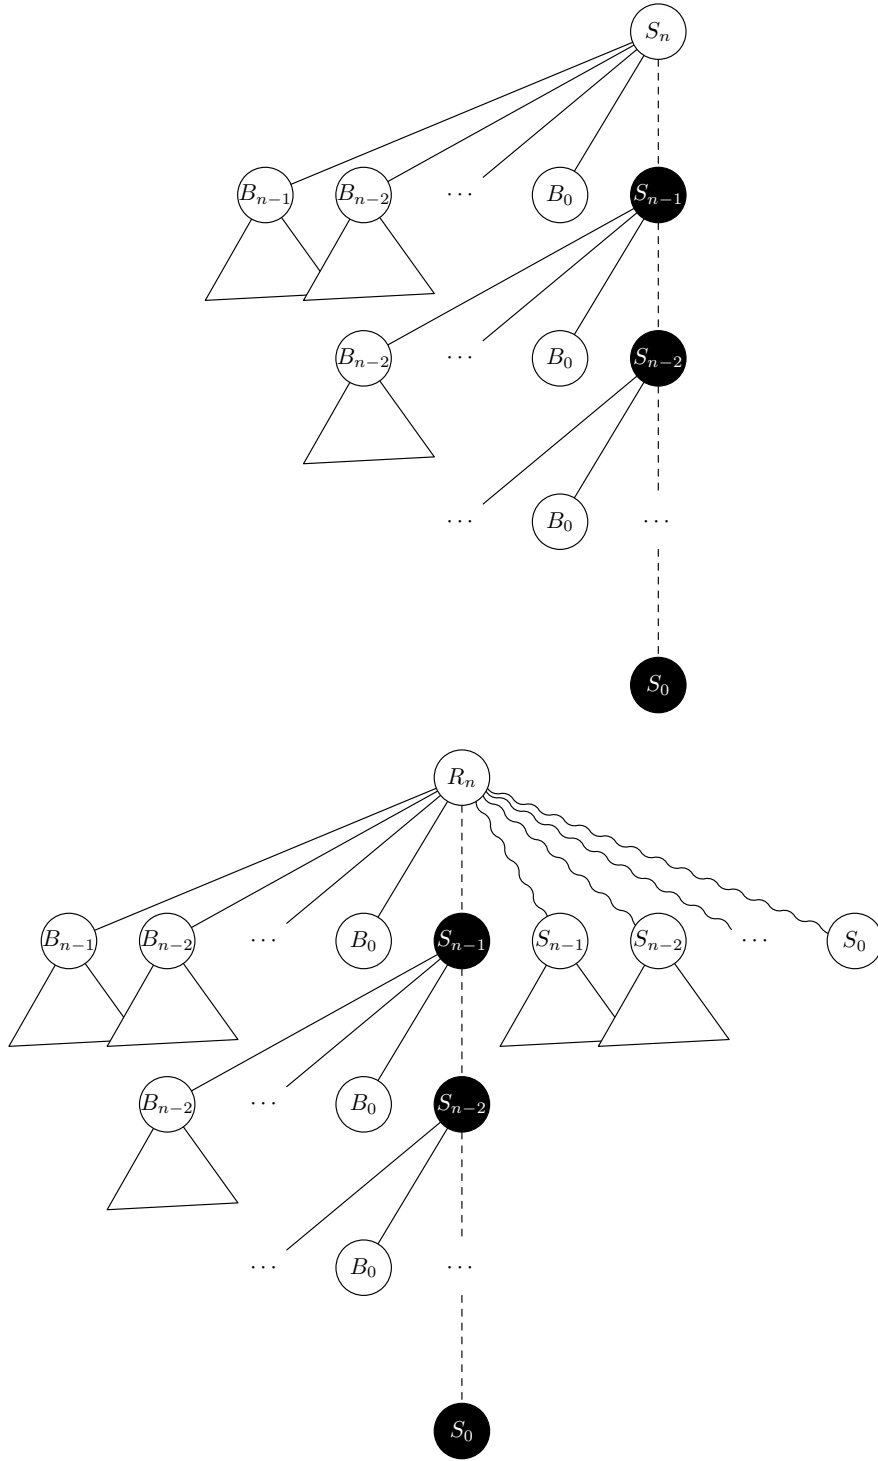 S_n
B_{n-1} B_{n-2} ... B_0 S_{n-1}
B_{n-2} ... B_0 S_{n-2}
... B_0 ...
S_0
R_n
B_{n-1} B_{n-2} ... B_0 S_{n-1} S_{n-1} S_{n-2} ... S_0
B_{n-2} ... B_0 S_{n-2}
... B_0 ...
S_0